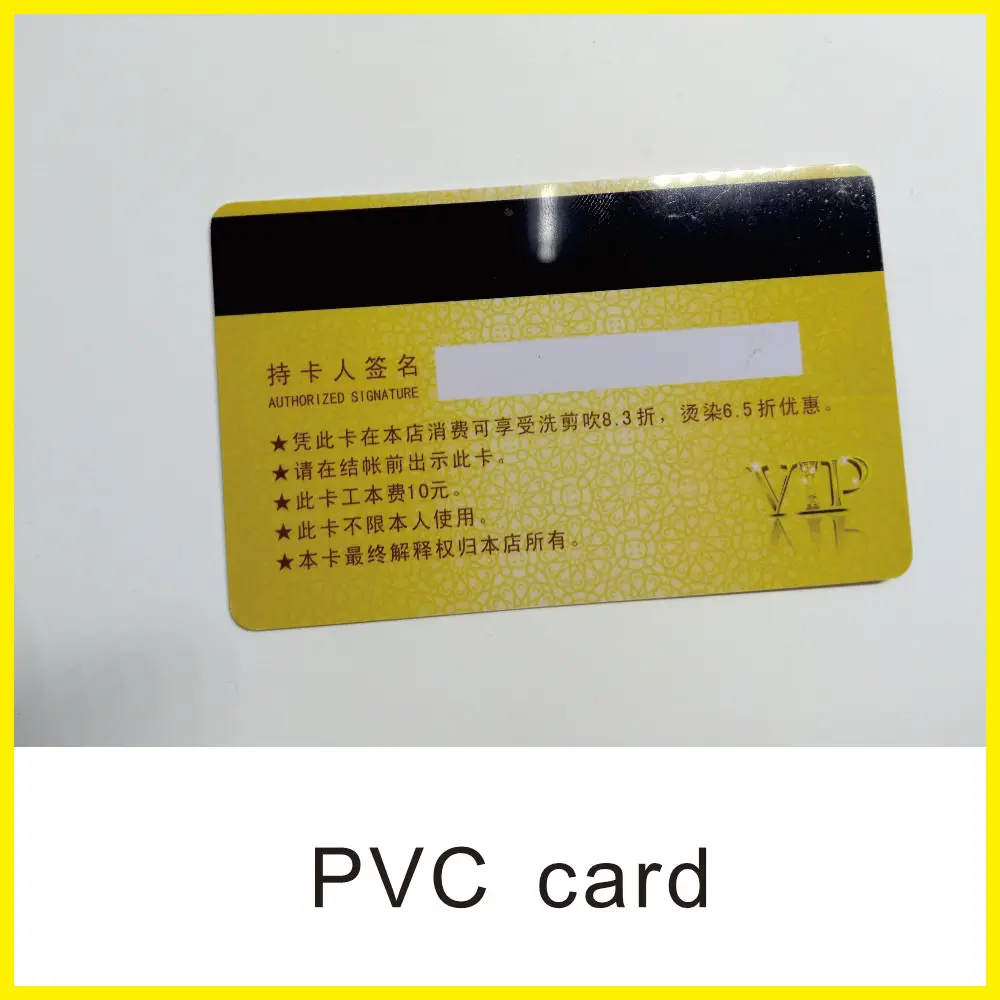 持卡人签名
AUTHORIZED SIGNATURE
★凭此卡在本店消费可享受洗剪吹8.3折，烫染6.5折优惠。
★请在结帐前出示此卡。
★此卡工本费10元。
★此卡不限本人使用。
★本卡最终解释权归本店所有。
VIP
PVC card